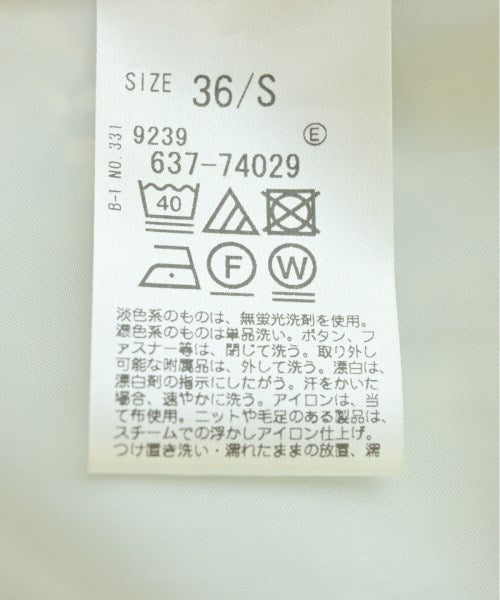 SIZE 36/S
B-I NO.331
9239 E
637-74029
40
F W
淡色系のものは、無蛍光洗剤を使用。
濃色系のものは単品洗い。ボタン、フ
ァスナー等は、閉じて洗う。取り外し
可能な附属品は、外して洗う。漂白は、
漂白剤の指示にしたがう。汗をかいた
場合、速やかに洗う。アイロンは、当
て布使用。ニットや毛足のある製品は、
スチームでの浮かしアイロン仕上げ。
つけ置き洗い・濡れたままの放置、濡